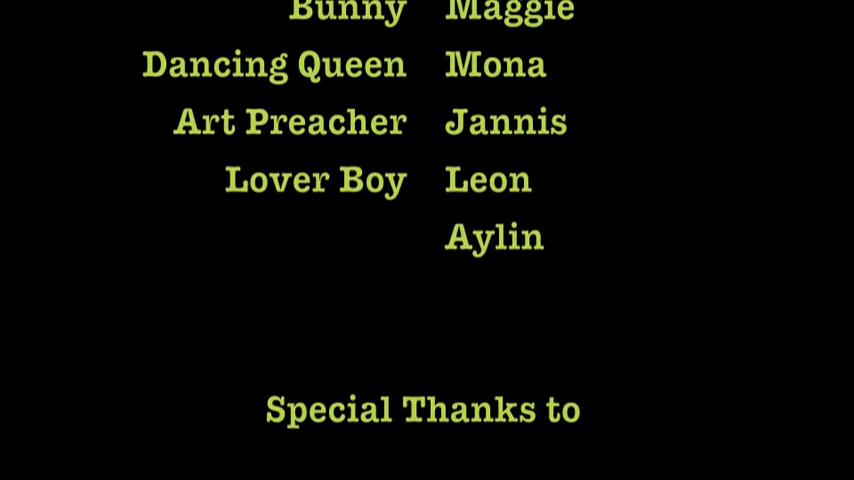 Bunny Maggie
Dancing Queen Mona
Art Preacher Jannis
Lover Boy Leon
Aylin
Special Thanks to